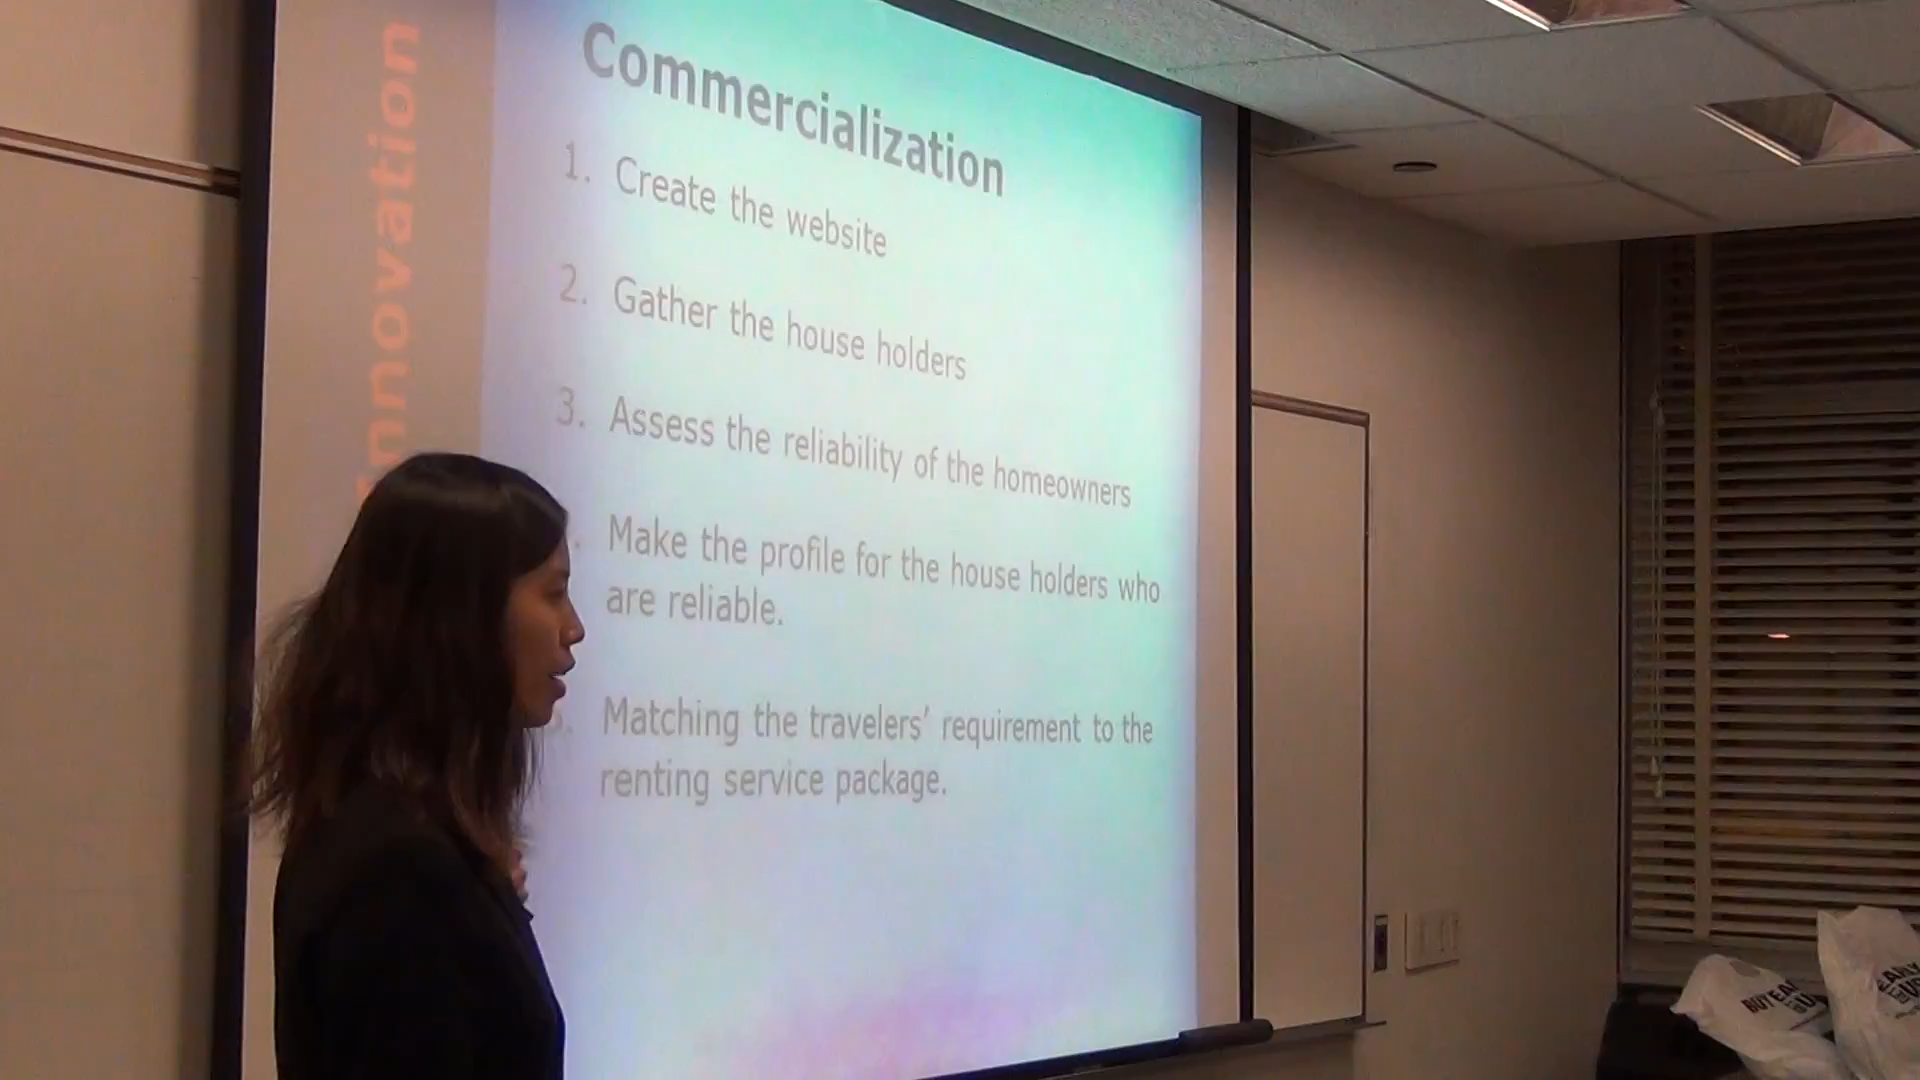 Innovation
Commercialization
1. Create the website
2. Gather the house holders
3. Assess the reliability of the homeowners
Make the profile for the house holders who
are reliable.
Matching the travelers’ requirement to the
renting service package.